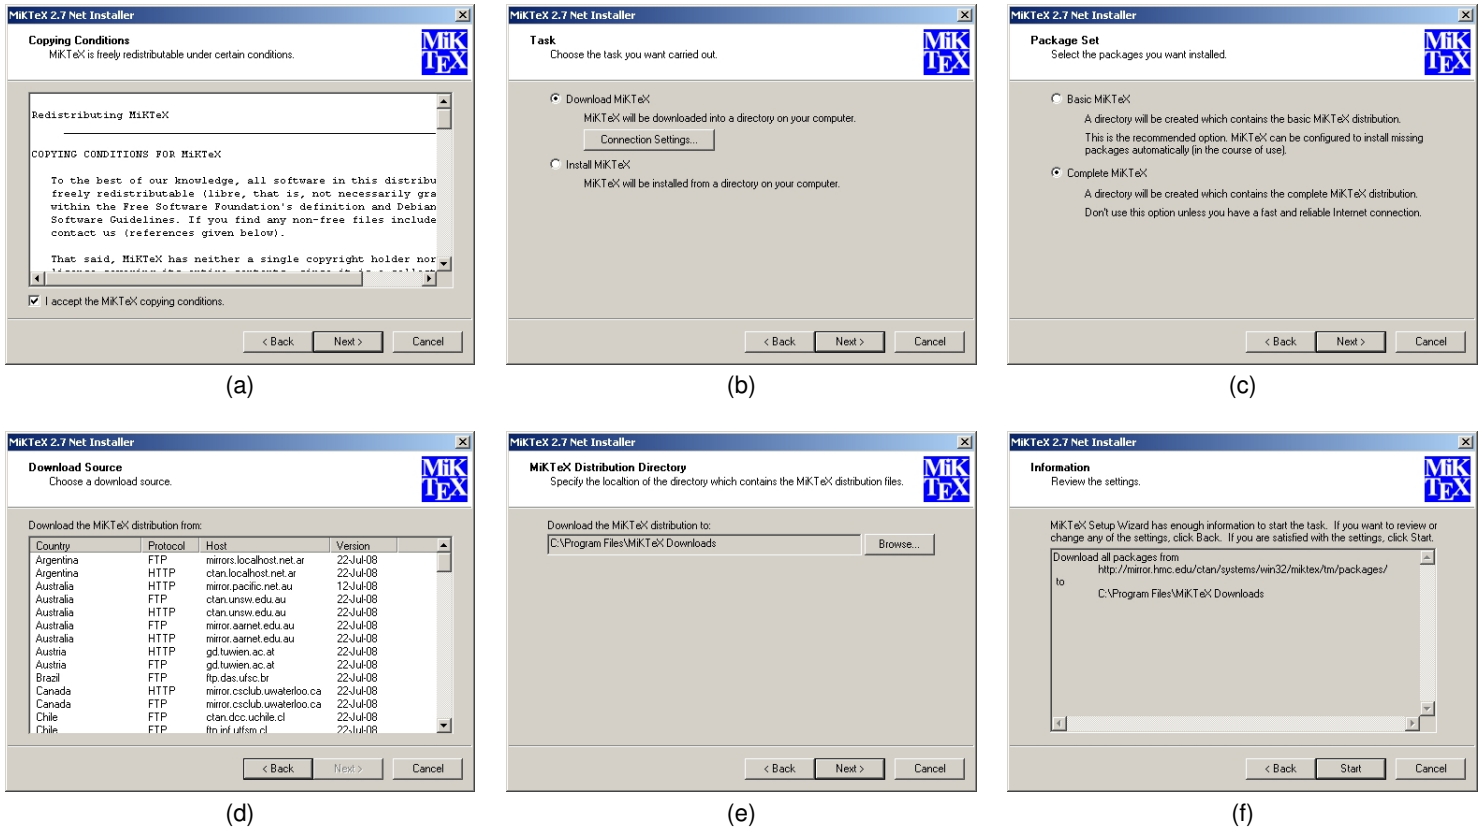 MiKTeX 2.7 Net Installer
Copying Conditions
MiKTeX is freely redistributable under certain conditions.
MiK
TEX
Redistributing MiKTeX
COPYING CONDITIONS FOR MiKTeX
To the best of our knowledge, all software in this distribu
freely redistributable (libre, that is, not necessarily gra
within the Free Software Foundation's definition and Debian
Software Guidelines. If you find any non-free files include
contact us (references given below).
That said, MiKTeX has neither a single copyright holder nor
I accept the MiKTeX copying conditions.
< Back Next > Cancel
(a)
MiKTeX 2.7 Net Installer
Task
Choose the task you want carried out.
MiK
TEX
Download MiKTeX
MiKTeX will be downloaded into a directory on your computer.
Connection Settings...
Install MiKTeX
MiKTeX will be installed from a directory on your computer.
< Back Next > Cancel
(b)
MiKTeX 2.7 Net Installer
Package Set
Select the packages you want installed.
MiK
TEX
Basic MiKTeX
A directory will be created which contains the basic MiKTeX distribution.
This is the recommended option. MiKTeX can be configured to install missing
packages automatically (in the course of use).
Complete MiKTeX
A directory will be created which contains the complete MiKTeX distribution.
Don't use this option unless you have a fast and reliable Internet connection.
< Back Next > Cancel
(c)
MiKTeX 2.7 Net Installer
Download Source
Choose a download source.
MiK
TEX
Download the MiKTeX distribution from:
Country Protocol Host Version
Argentina FTP mirrors.localhost.net.ar 22-Jul-08
Argentina HTTP ctan.localhost.net.ar 22-Jul-08
Australia HTTP mirror.pacific.net.au 12-Jul-08
Australia FTP ctan.unsw.edu.au 22-Jul-08
Australia HTTP ctan.unsw.edu.au 22-Jul-08
Australia FTP mirror.aarnet.edu.au 22-Jul-08
Australia HTTP mirror.aarnet.edu.au 22-Jul-08
Austria HTTP gd.tuwien.ac.at 22-Jul-08
Austria FTP gd.tuwien.ac.at 22-Jul-08
Brazil FTP ftp.das.ufsc.br 22-Jul-08
Canada HTTP mirror.csclub.uwaterloo.ca 22-Jul-08
Canada FTP mirror.csclub.uwaterloo.ca 22-Jul-08
Chile FTP ctan.dcc.uchile.cl 22-Jul-08
Chile FTP ftp.inf.utfsm.cl 22-Jul-08
< Back Next > Cancel
(d)
MiKTeX 2.7 Net Installer
MiKTeX Distribution Directory
Specify the localtion of the directory which contains the MiKTeX distribution files.
MiK
TEX
Download the MiKTeX distribution to:
C:\Program Files\MiKTeX Downloads Browse...
< Back Next > Cancel
(e)
MiKTeX 2.7 Net Installer
Information
Review the settings.
MiK
TEX
MiKTeX Setup Wizard has enough information to start the task. If you want to review or
change any of the settings, click Back. If you are satisfied with the settings, click Start.
Download all packages from
http://mirror.hmc.edu/ctan/systems/win32/miktex/tm/packages/
to
C:\Program Files\MiKTeX Downloads
< Back Start Cancel
(f)